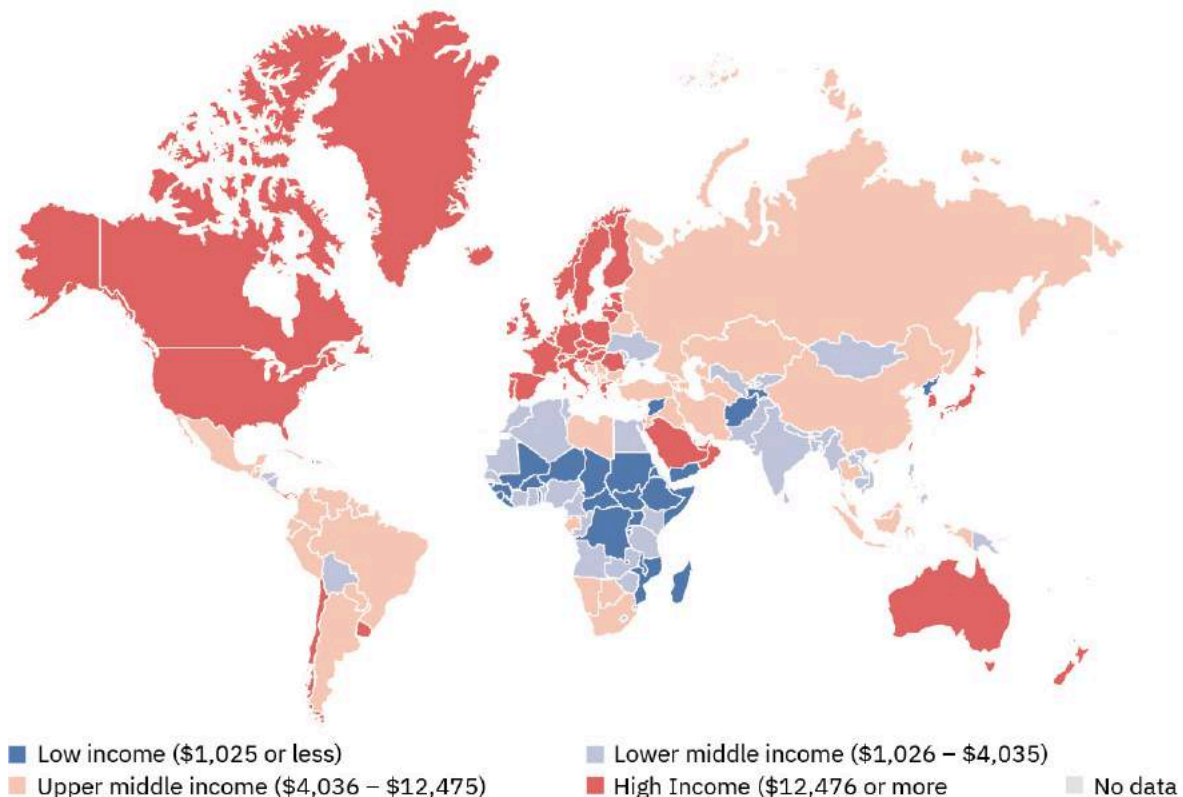 Low income ($1,025 or less)
Lower middle income ($1,026 – $4,035)
Upper middle income ($4,036 – $12,475)
High Income ($12,476 or more
No data